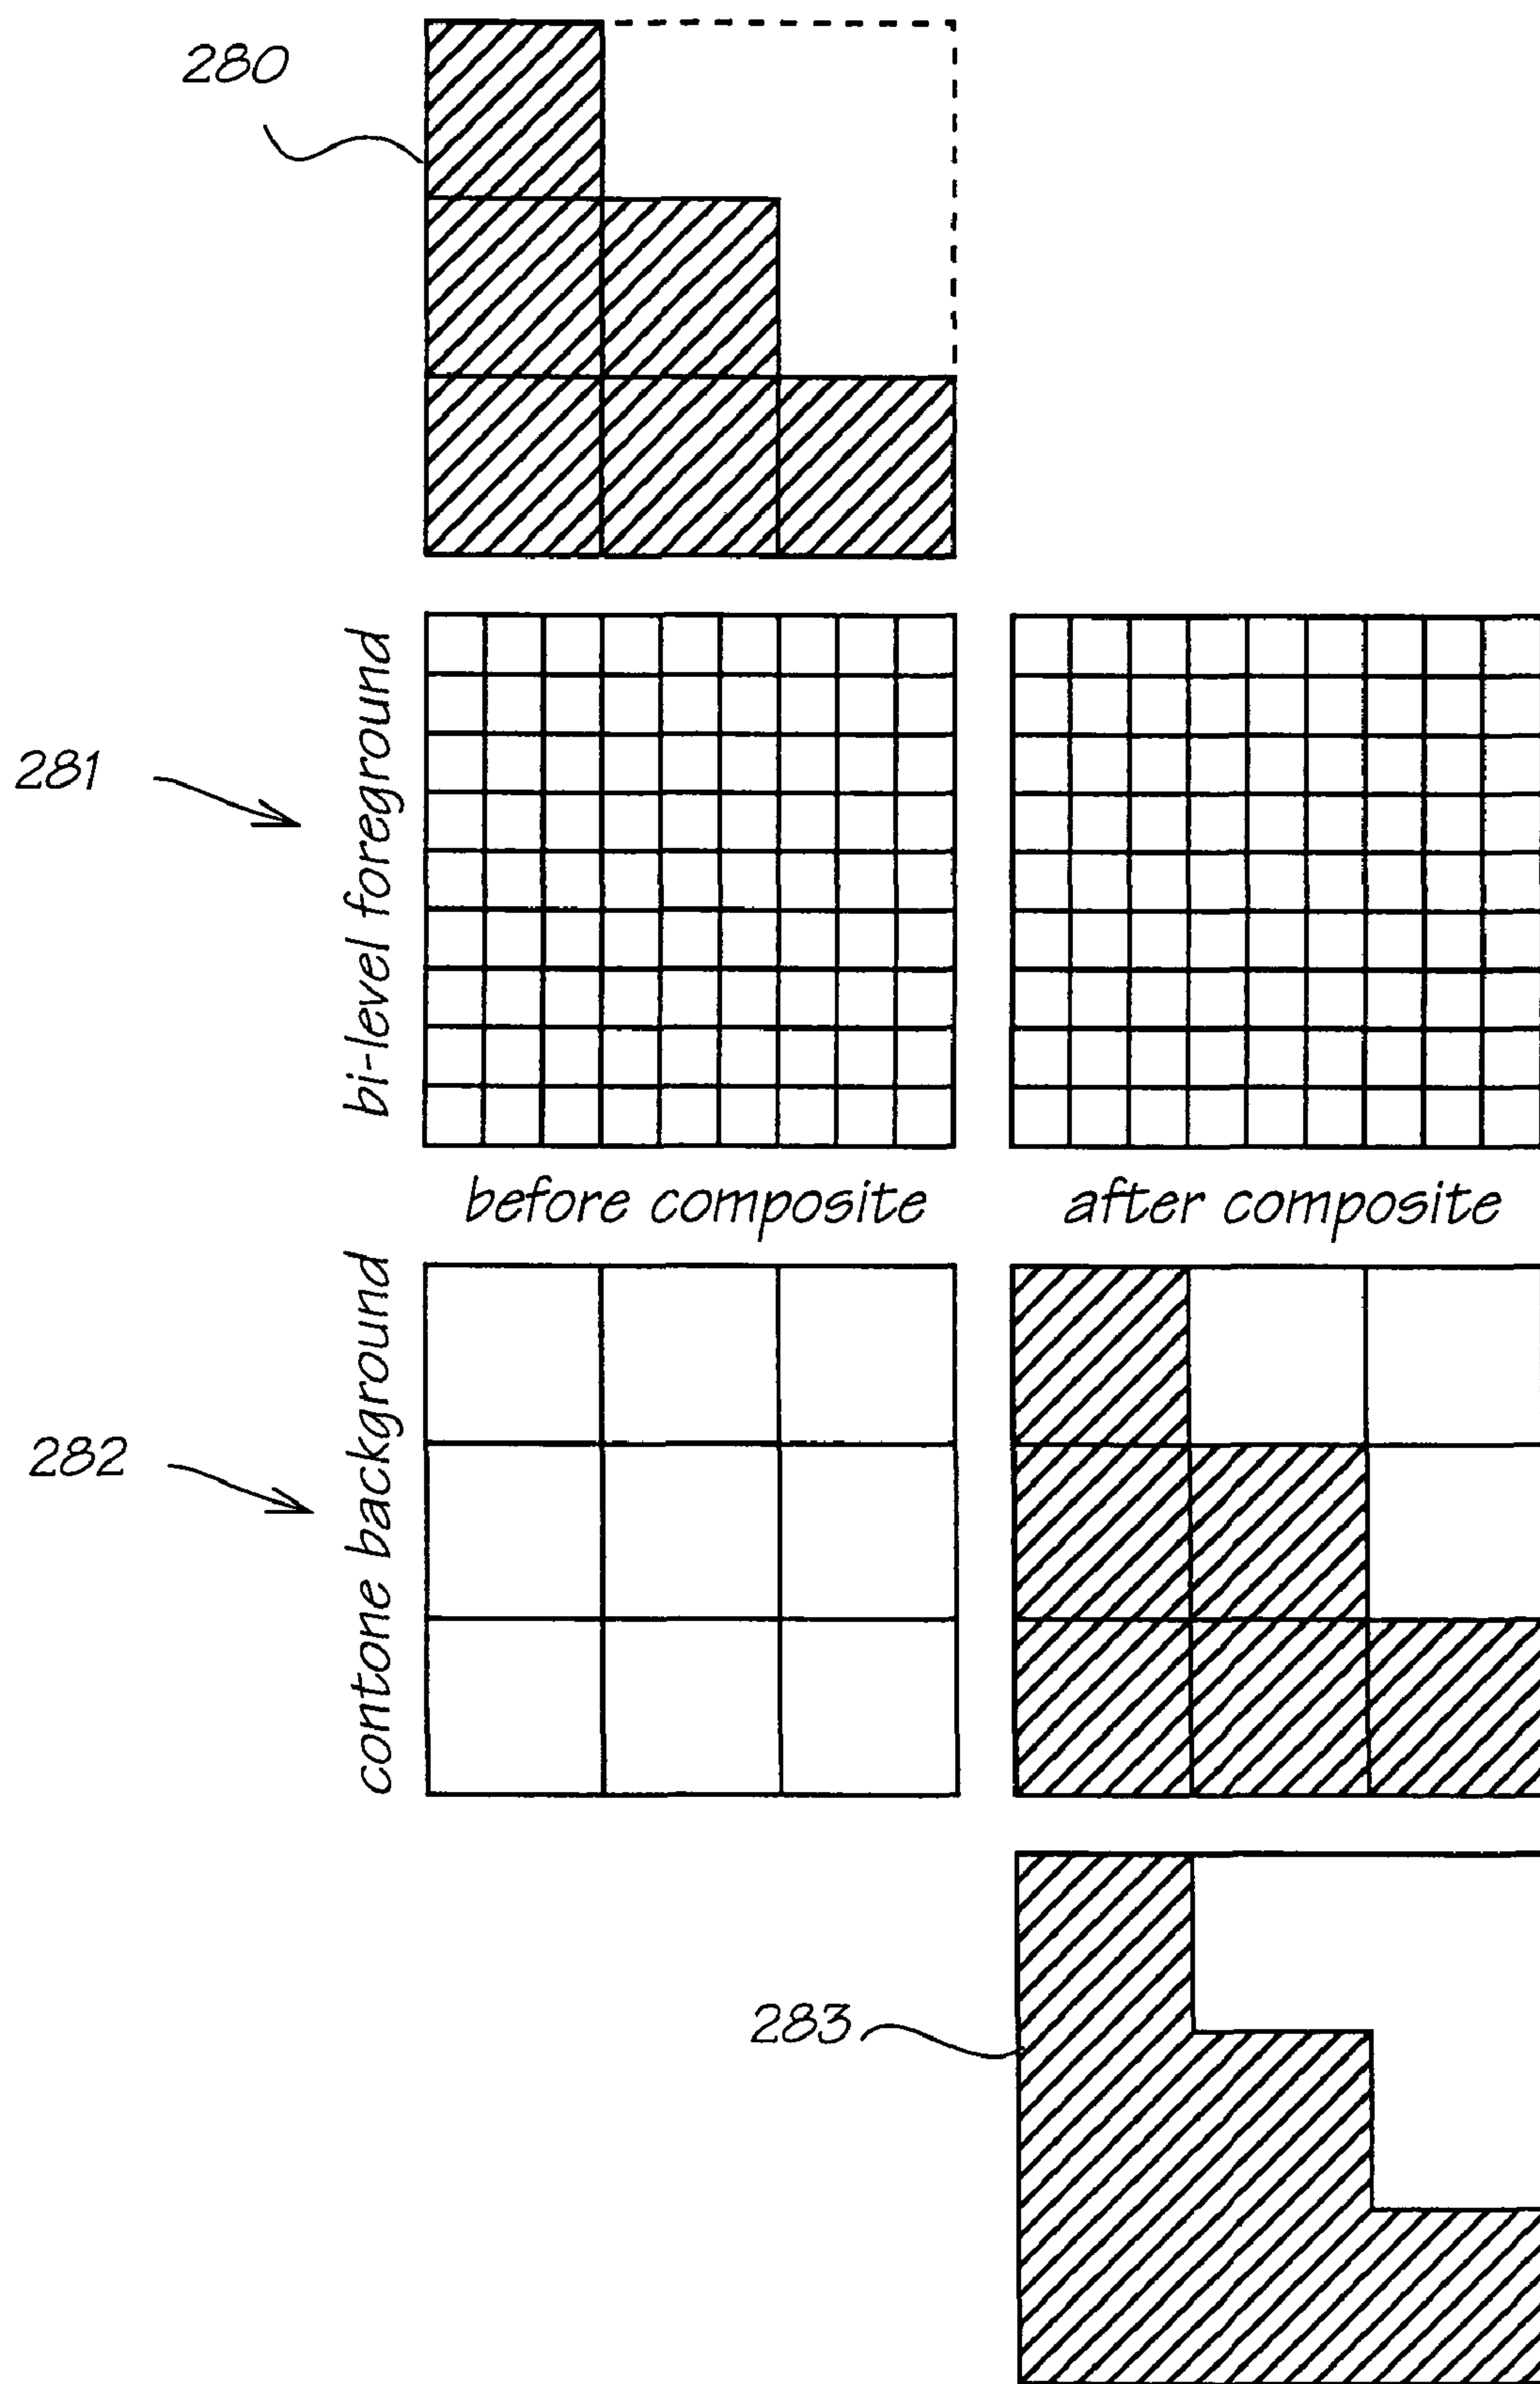 280
281
bi-level foreground
before composite
after composite
282
contone background
283